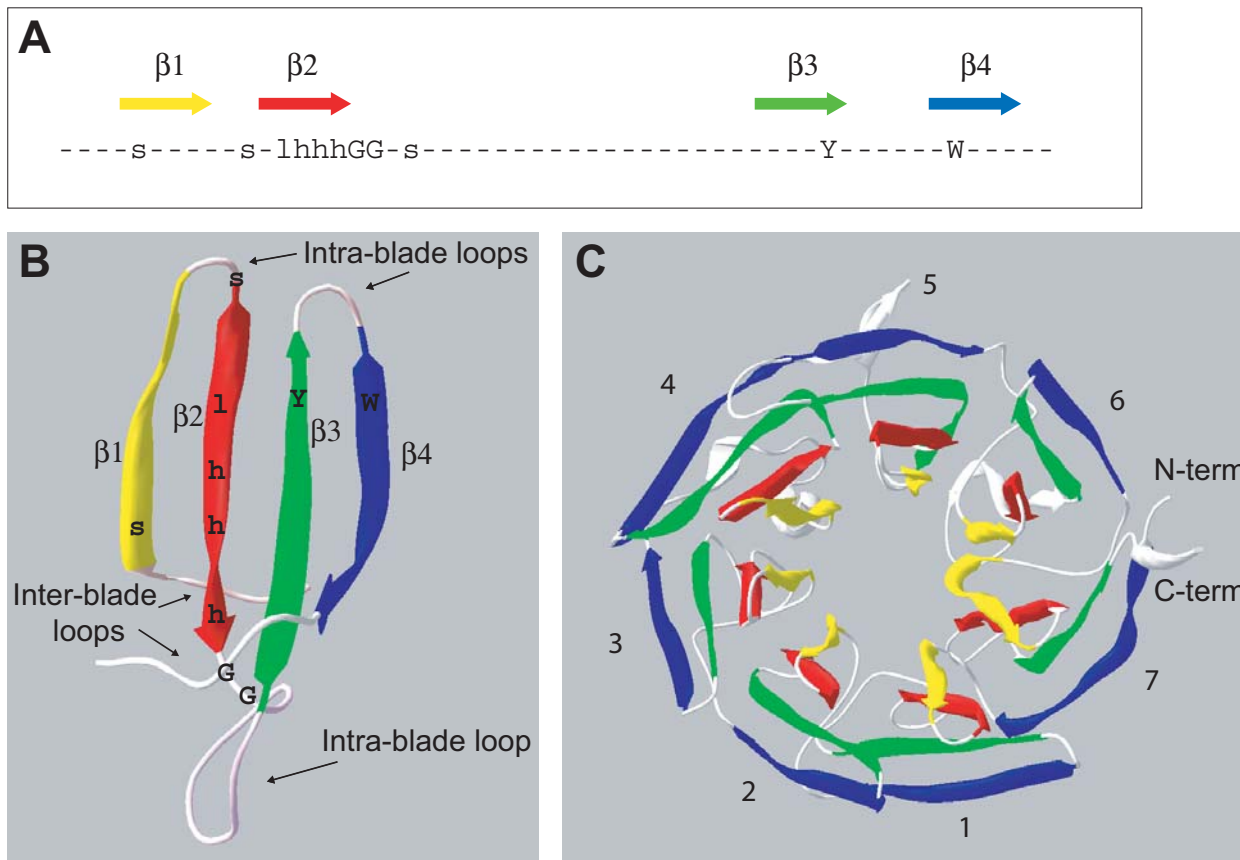 A
β1 β2 β3 β4
----s-----s-lhhhGG-s-----------------------Y------W-----
B
Intra-blade loops
s
l
Y
W
β2
β3
β1
β4
h
h
s
Inter-blade
loops
h
G
G
Intra-blade loop
C
5
4
6
N-term
C-term
3
7
2
1